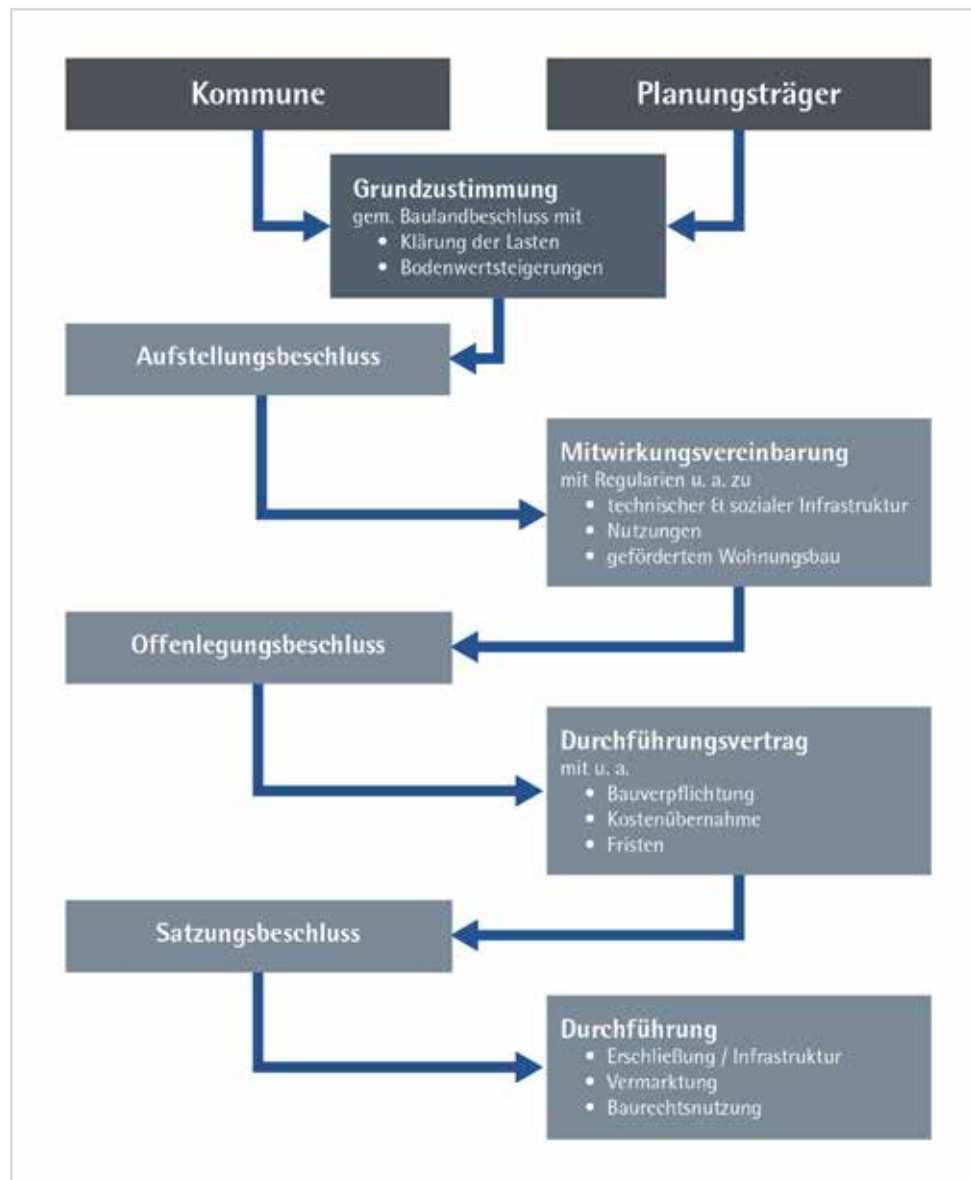 Kommune
Planungsträger
Grundzustimmung
gem. Baulandbeschluss mit
• Klärung der Lasten
• Bodenwertsteigerungen
Aufstellungsbeschluss
Mitwirkungsvereinbarung
mit Regularien u. a. zu
• technischer & sozialer Infrastruktur
• Nutzungen
• gefördertem Wohnungsbau
Offenlegungsbeschluss
Durchführungsvertrag
mit u. a.
• Bauverpflichtung
• Kostenübernahme
• Fristen
Satzungsbeschluss
Durchführung
• Erschließung / Infrastruktur
• Vermarktung
• Baurechtsnutzung